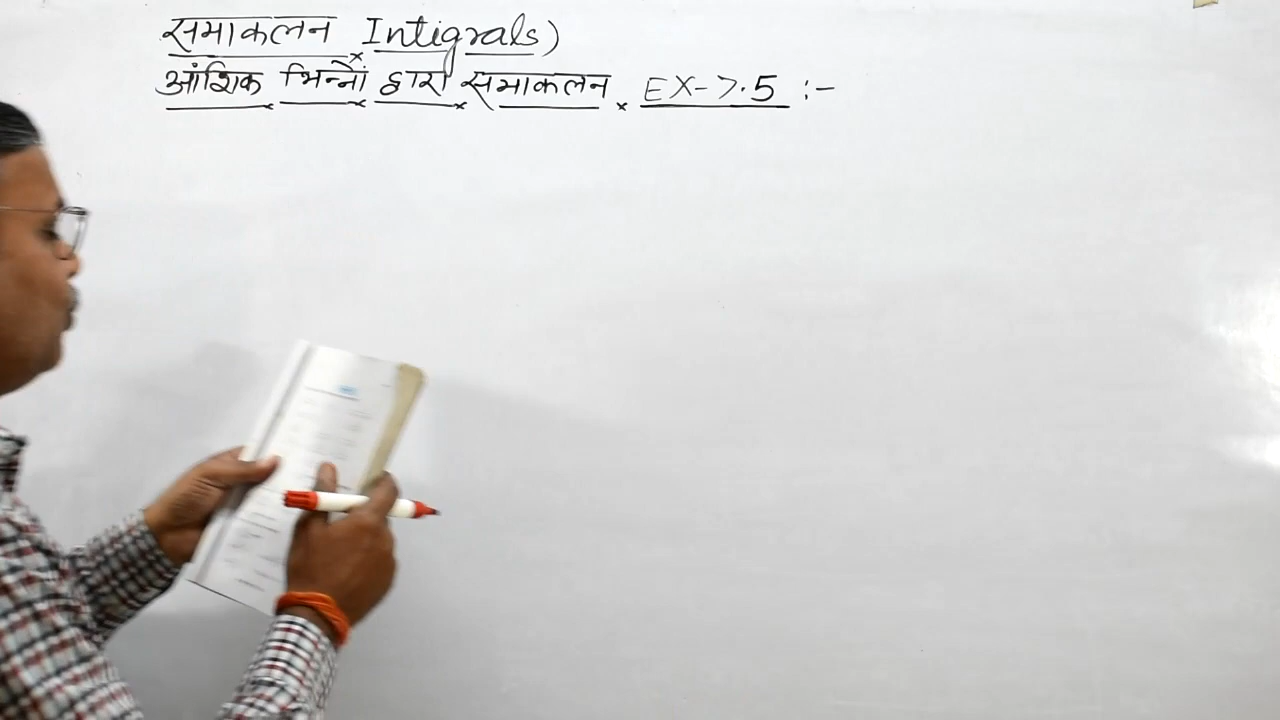 समाकलन Intigrals)
आंशिक भिन्नों द्वारा समाकलन EX-7.5 :-